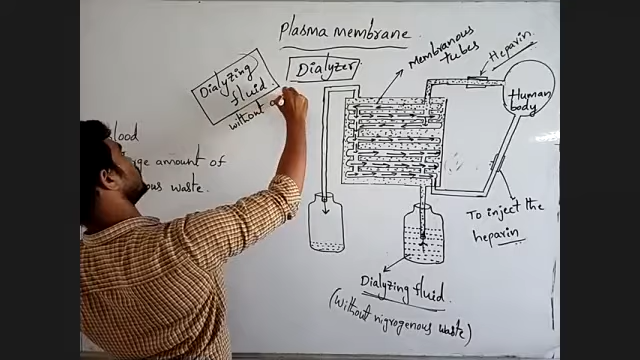 Plasma membrane
Dialyzer
Membranous
tubes
Heparin
Dialyzing
fluid
without
Human
body
lood
ge amount of
ous waste.
To inject the
heparin
Dialyzing fluid
(Without nigrogenous waste)